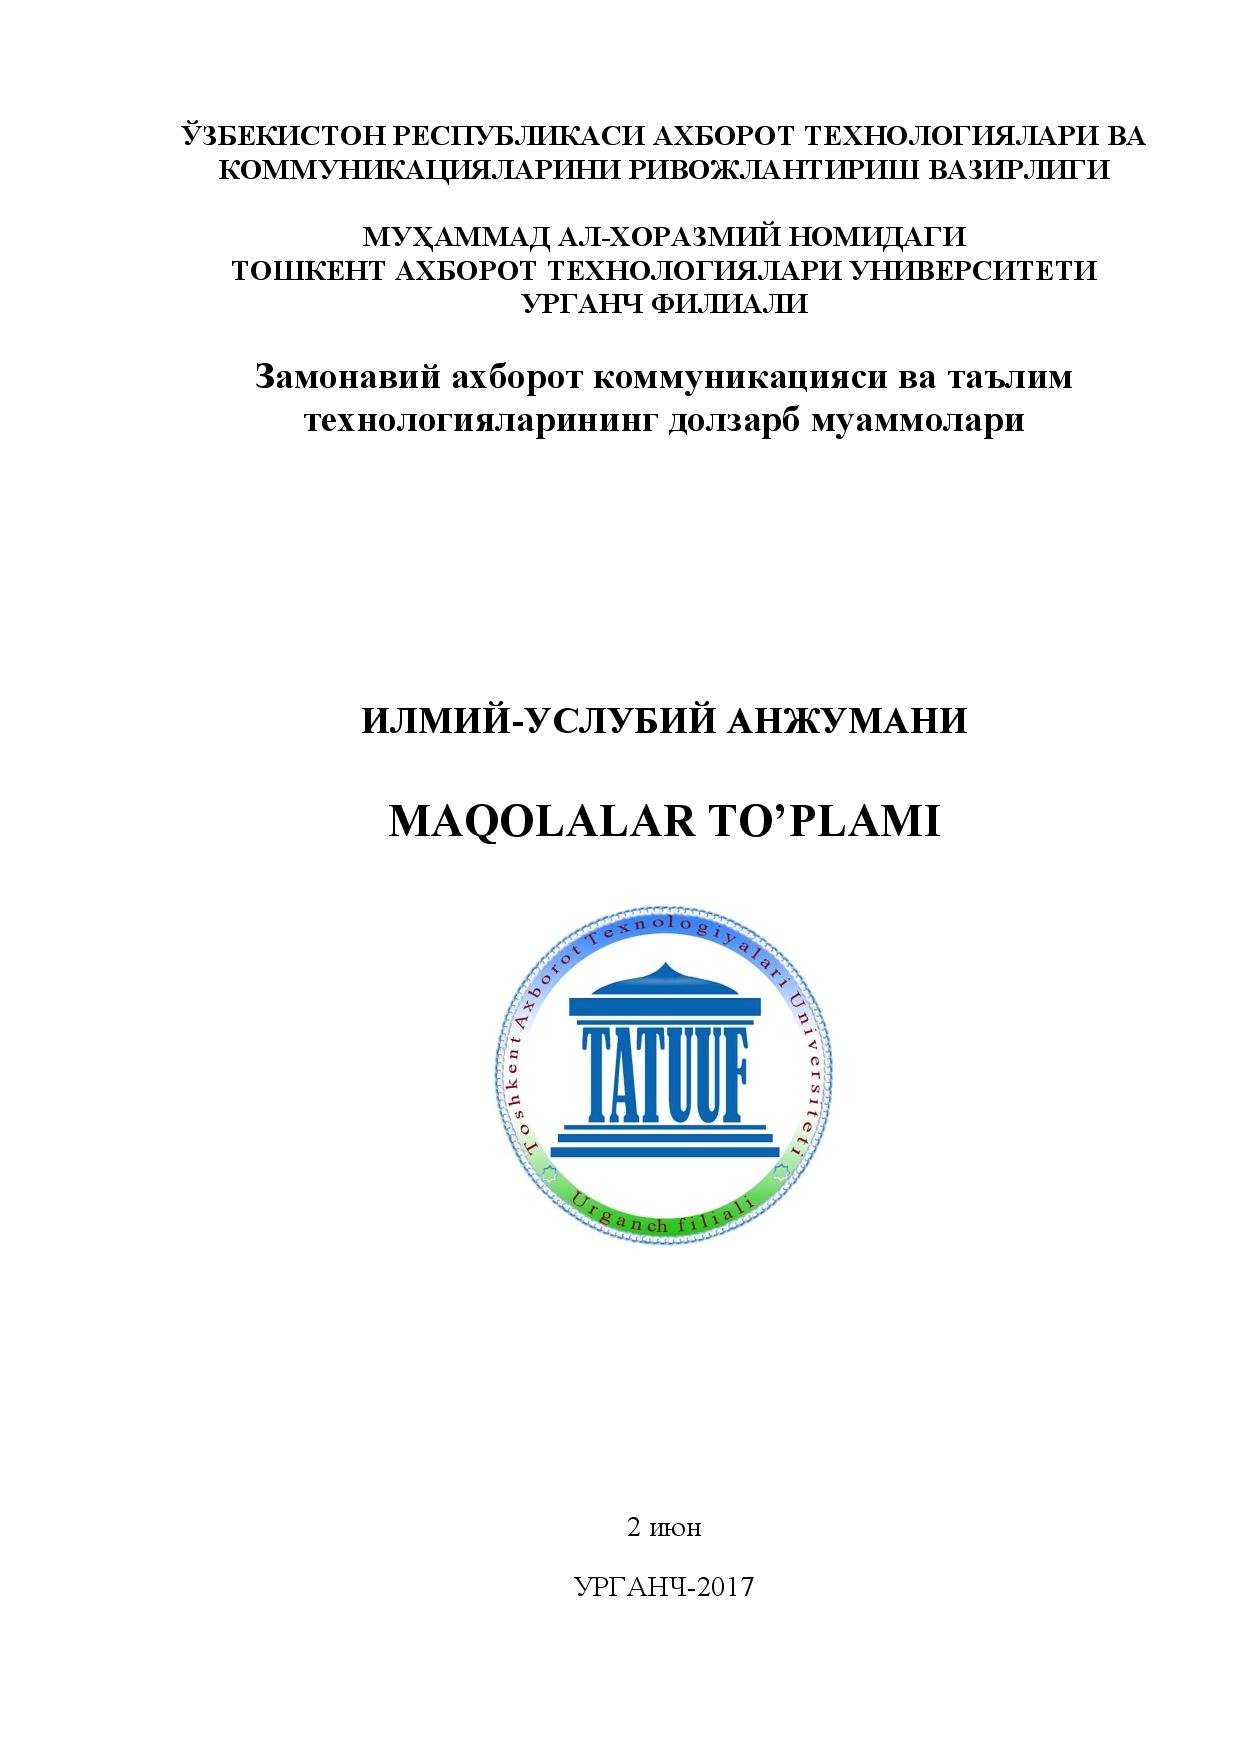 ЎЗБЕКИСТОН РЕСПУБЛИКАСИ АХБОРОТ ТЕХНОЛОГИЯЛАРИ ВА
КОММУНИКАЦИЯЛАРИНИ РИВОЖЛАНТИРИШ ВАЗИРЛИГИ
МУҲАММАД АЛ-ХОРАЗМИЙ НОМИДАГИ
ТОШКЕНТ АХБОРОТ ТЕХНОЛОГИЯЛАРИ УНИВЕРСИТЕТИ
УРГАНЧ ФИЛИАЛИ
Замонавий ахборот коммуникацияси ва таълим
технологияларининг долзарб муаммолари
ИЛМИЙ-УСЛУБИЙ АНЖУМАНИ
MAQOLALAR TO’PLAMI
Toshkent Axborot Texnologiyalari Universiteti
TATUUF
Urganch filiali
2 июн
УРГАНЧ-2017